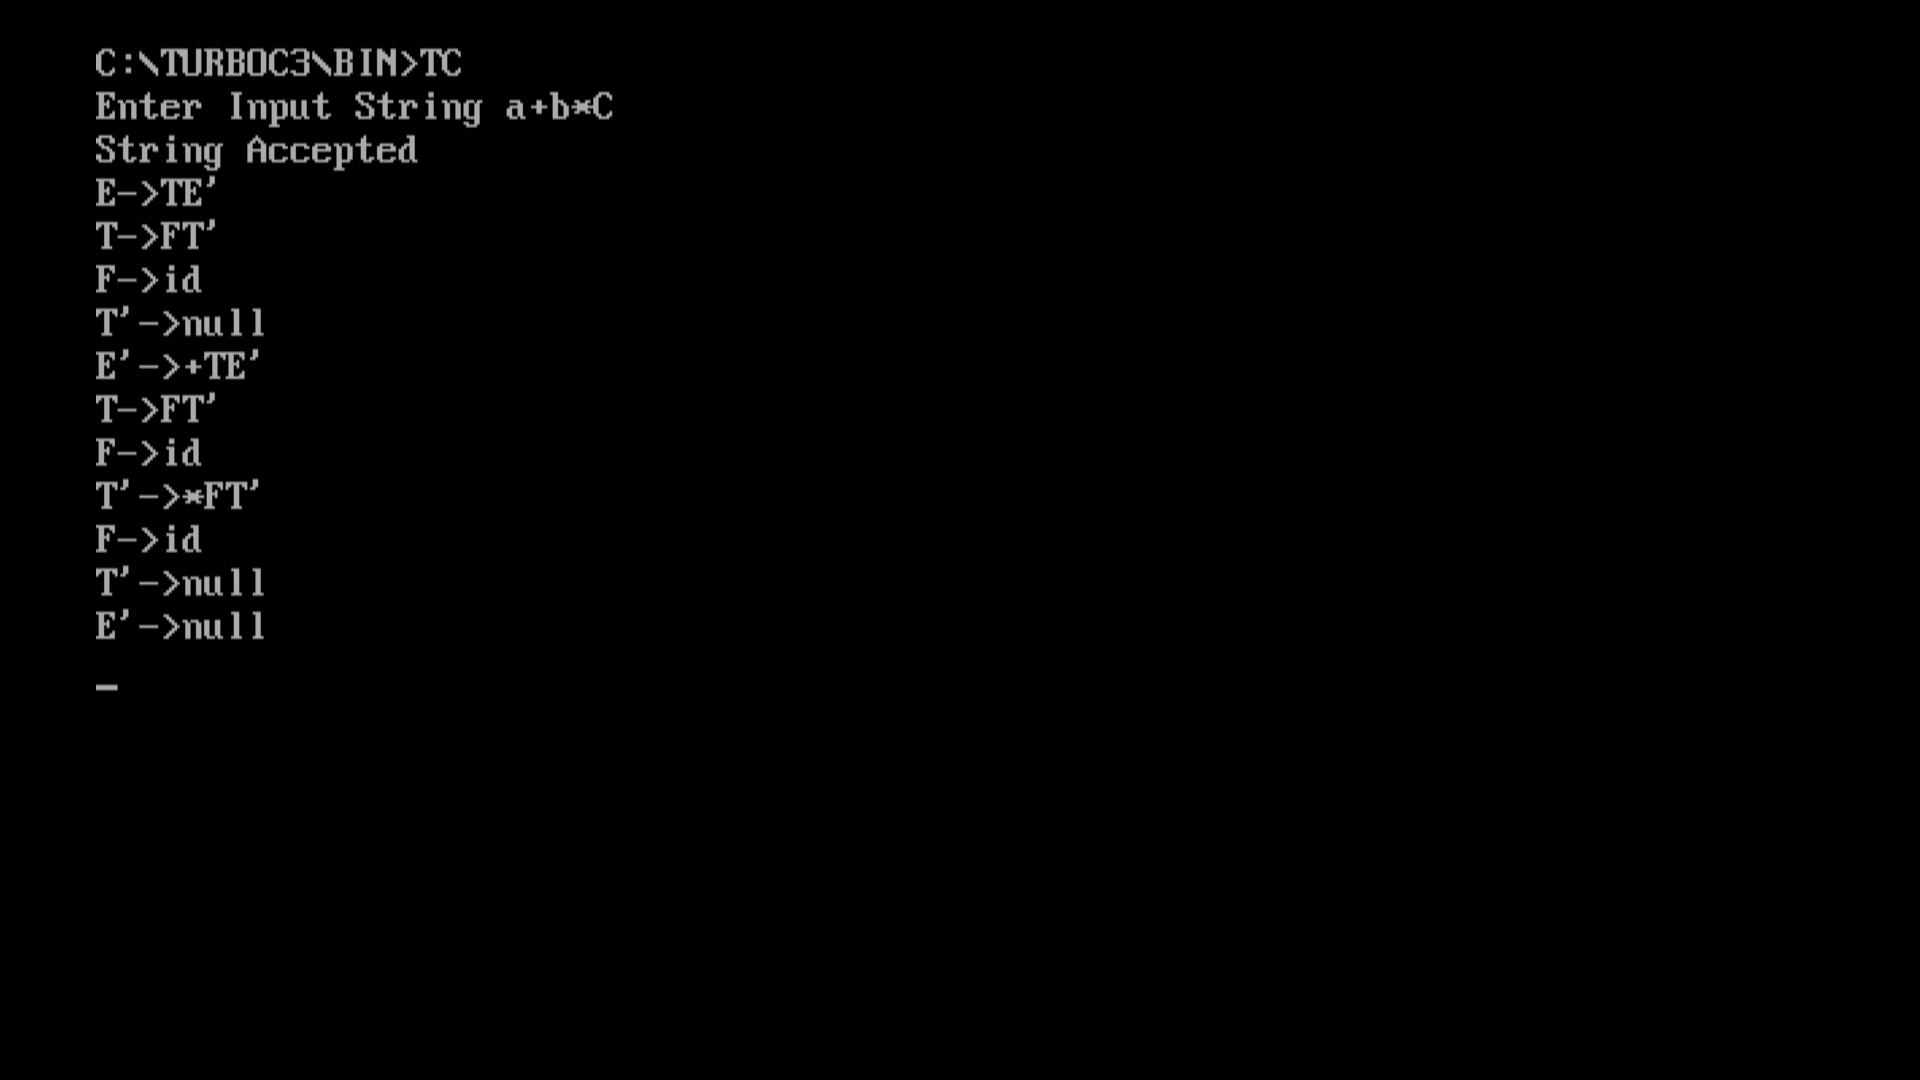 C:\TURBOC3\BIN>TC
Enter Input String a+b*C
String Accepted
E->TE'
T->FT'
F->id
T'->null
E'->+TE'
T->FT'
F->id
T'->*FT'
F->id
T'->null
E'->null
_